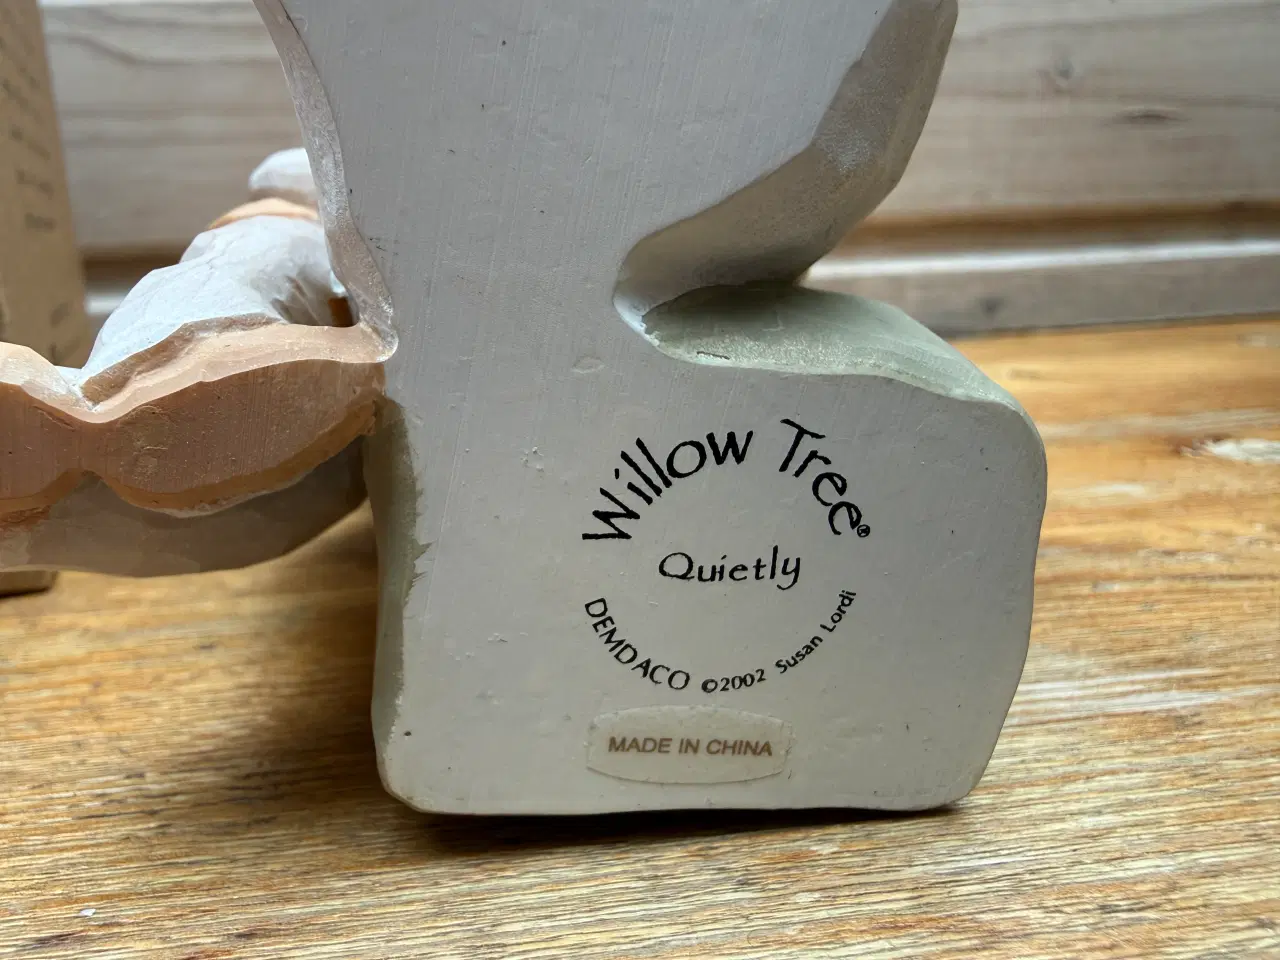 Willow Tree®
Quietly
DEMDACO ©2002 Susan Lordi
MADE IN CHINA